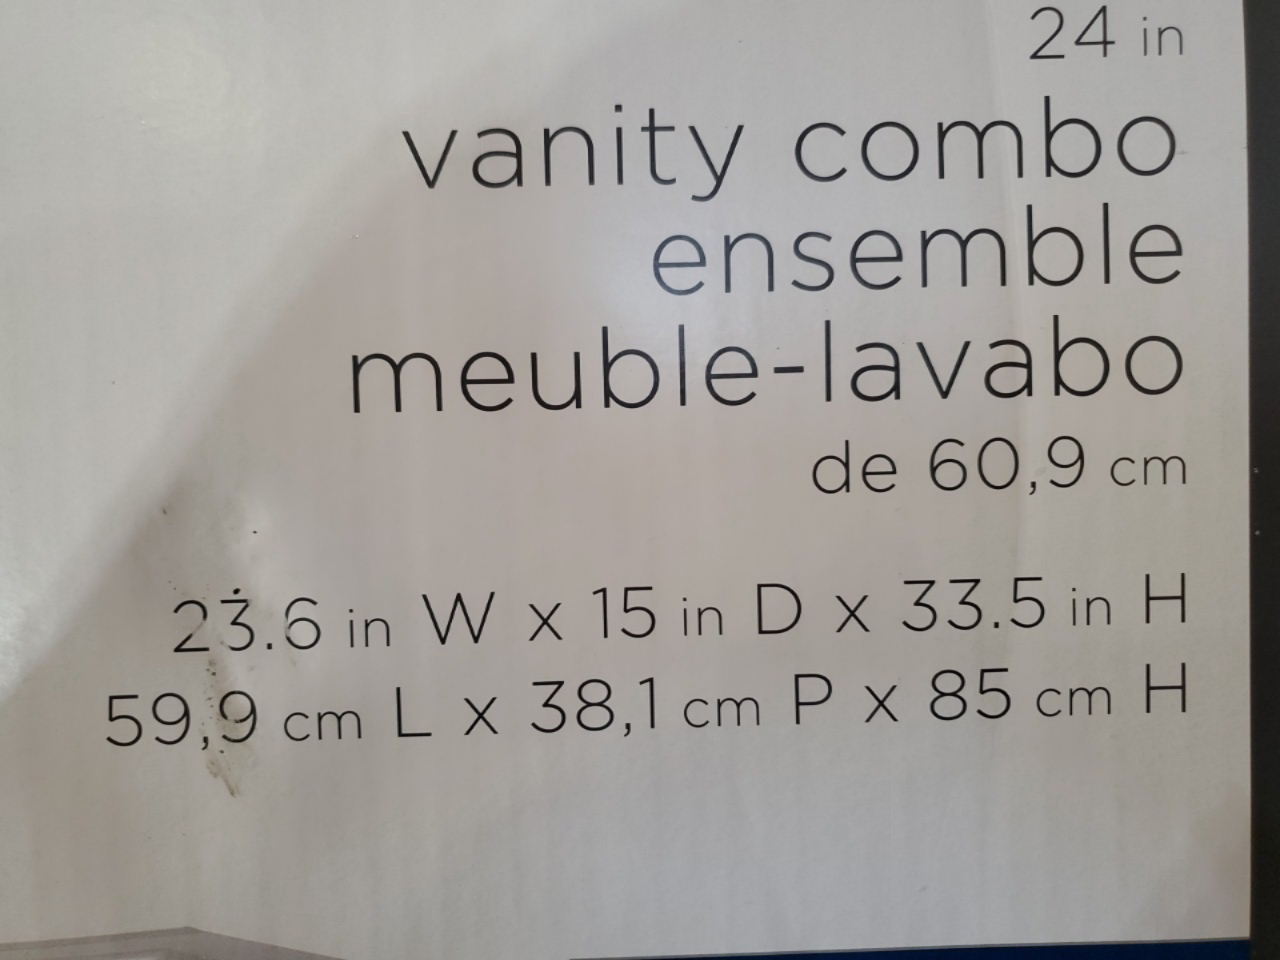 24 in
vanity combo
ensemble
meuble-lavabo
de 60,9 cm
23.6 in W x 15 in D x 33.5 in H
59,9 cm L x 38,1 cm P x 85 cm H